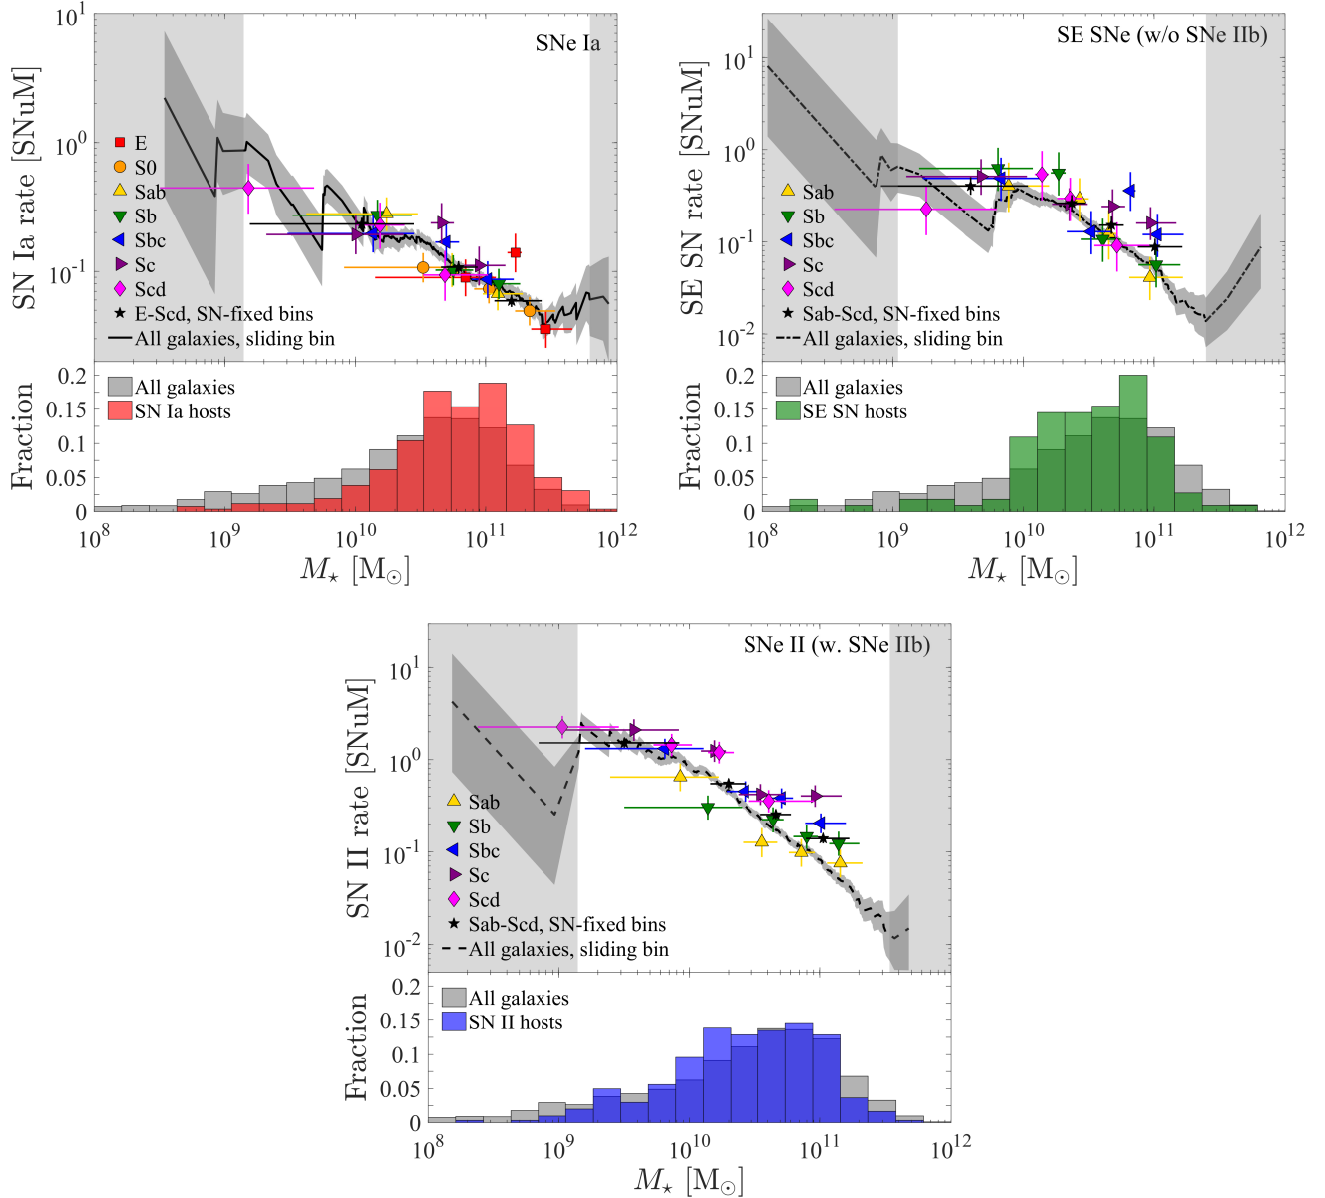 SNe Ia
SN Ia rate [SNuM]
10^1
10^0
10^-1
E
S0
Sab
Sb
Sbc
Sc
Scd
E-Scd, SN-fixed bins
All galaxies, sliding bin
Fraction
0.2
0.15
0.1
0.05
0
All galaxies
SN Ia hosts
10^8 10^9 10^10 10^11 10^12
M⋆ [M⊙]
SE SNe (w/o SNe IIb)
SE SN rate [SNuM]
10^1
10^0
10^-1
10^-2
Sab
Sb
Sbc
Sc
Scd
Sab-Scd, SN-fixed bins
All galaxies, sliding bin
Fraction
0.2
0.15
0.1
0.05
0
All galaxies
SE SN hosts
10^8 10^9 10^10 10^11 10^12
M⋆ [M⊙]
SNe II (w. SNe IIb)
SN II rate [SNuM]
10^1
10^0
10^-1
10^-2
Sab
Sb
Sbc
Sc
Scd
Sab-Scd, SN-fixed bins
All galaxies, sliding bin
Fraction
0.2
0.15
0.1
0.05
0
All galaxies
SN II hosts
10^8 10^9 10^10 10^11 10^12
M⋆ [M⊙]